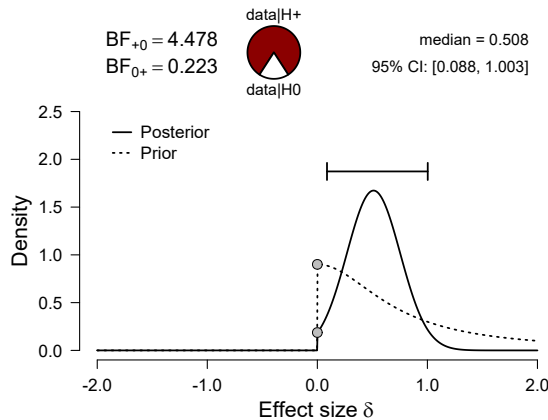 data|H+
BF+0 = 4.478
BF0+ = 0.223
median = 0.508
95% CI: [0.088, 1.003]
data|H0
2.5
2.0
1.5
1.0
0.5
0.0
Density
Posterior
Prior
-2.0
-1.0
0.0
1.0
2.0
Effect size δ